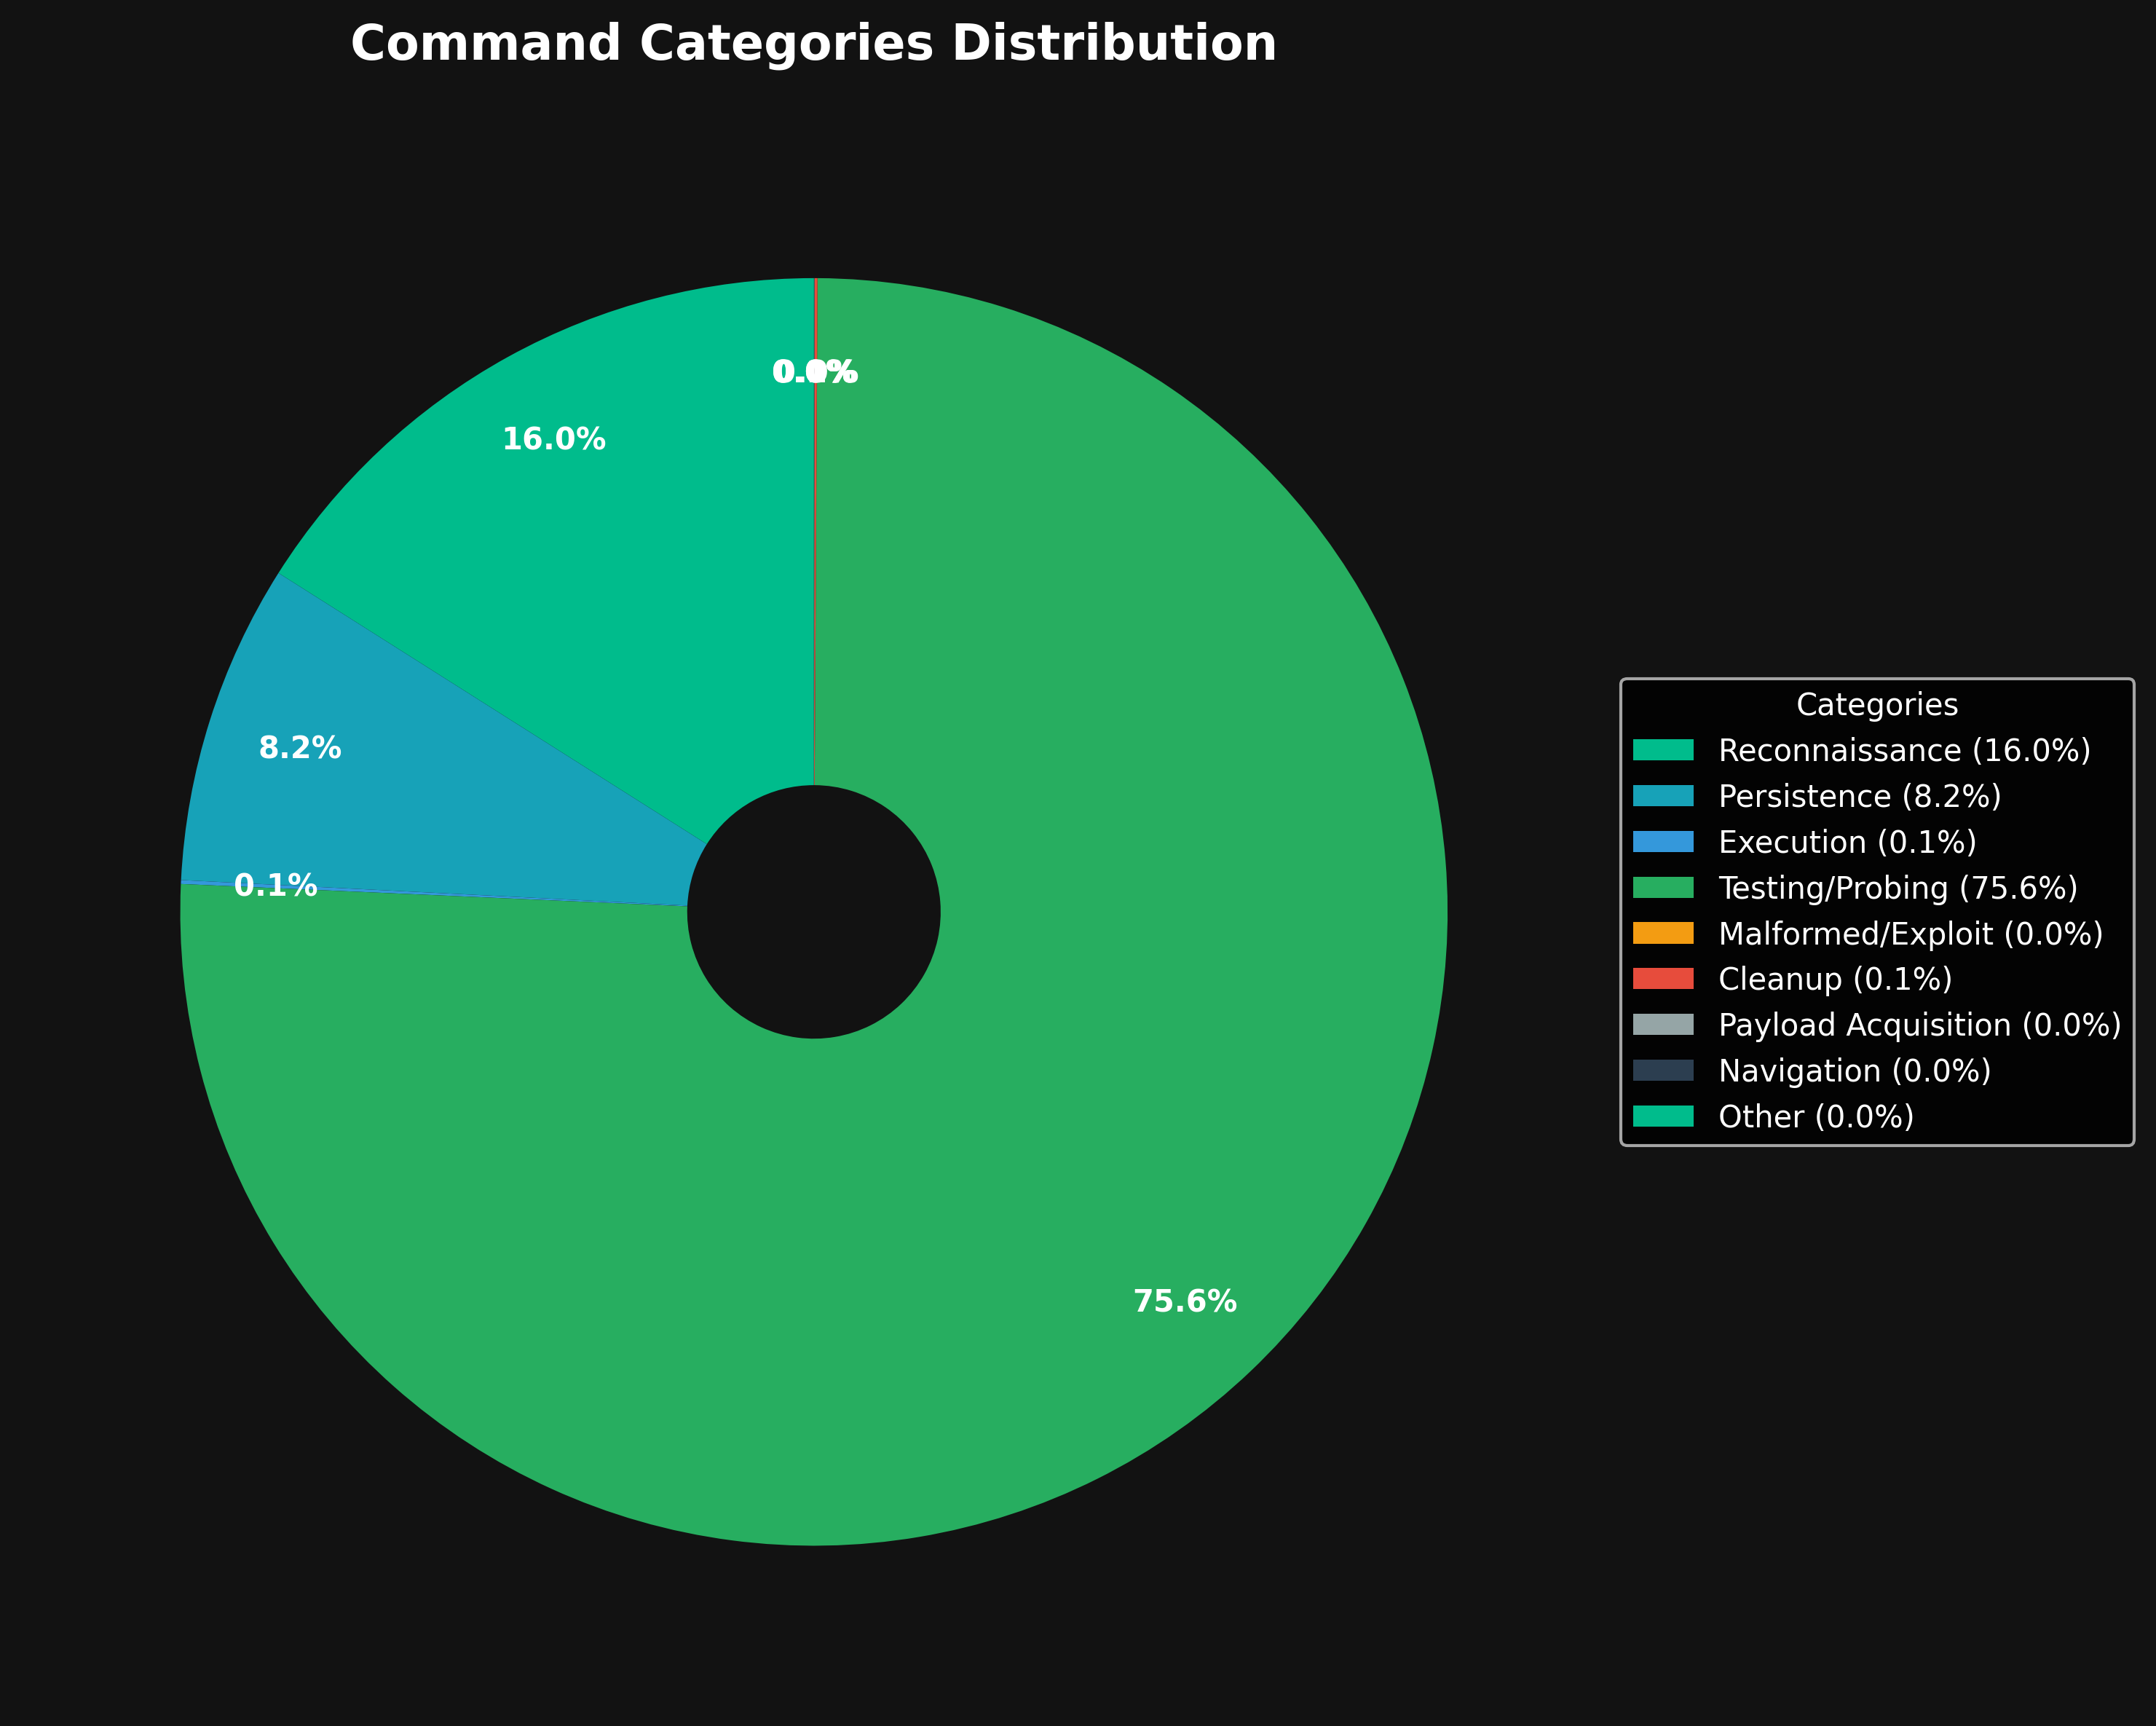 Command Categories Distribution
16.0%
8.2%
0.1%
75.6%
Categories
Reconnaissance (16.0%)
Persistence (8.2%)
Execution (0.1%)
Testing/Probing (75.6%)
Malformed/Exploit (0.0%)
Cleanup (0.1%)
Payload Acquisition (0.0%)
Navigation (0.0%)
Other (0.0%)